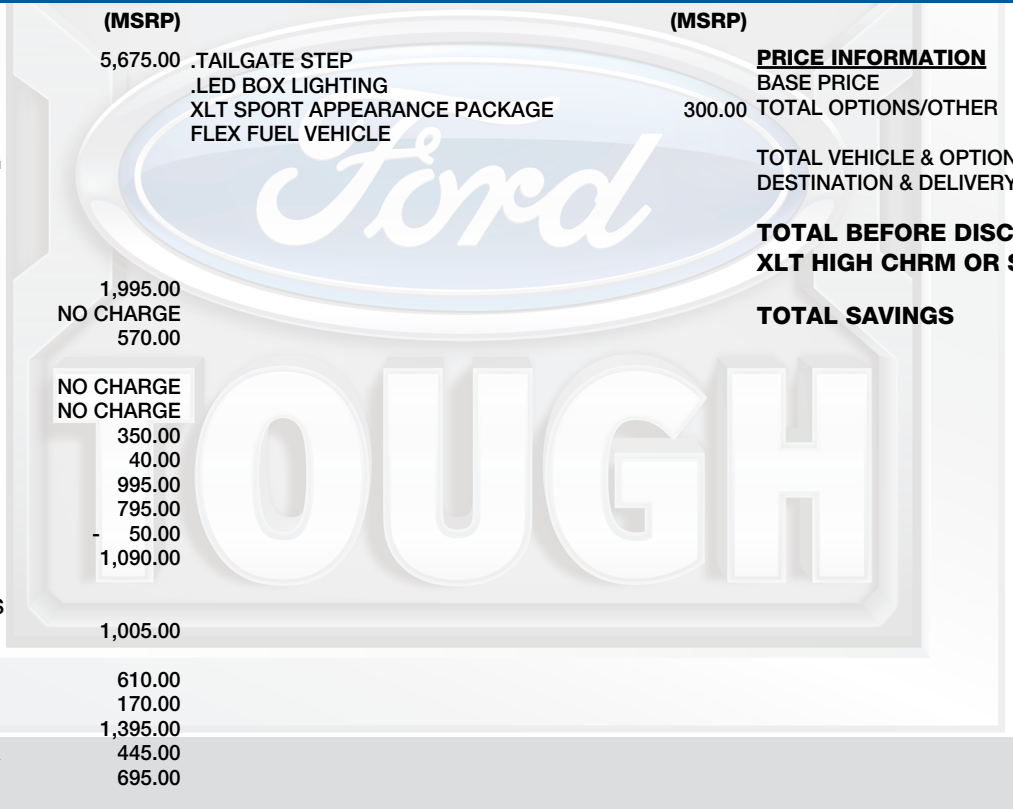 (MSRP) (MSRP)
5,675.00 .TAILGATE STEP PRICE INFORMATION
.LED BOX LIGHTING BASE PRICE
XLT SPORT APPEARANCE PACKAGE 300.00 TOTAL OPTIONS/OTHER
FLEX FUEL VEHICLE
TOTAL VEHICLE & OPTION
DESTINATION & DELIVERY
Ford
TOTAL BEFORE DISC
XLT HIGH CHRM OR S
1,995.00
NO CHARGE TOTAL SAVINGS
570.00
NO CHARGE
NO CHARGE
350.00
40.00
995.00
795.00
- 50.00
1,090.00
TOUGH
S
1,005.00
610.00
170.00
1,395.00
445.00
695.00